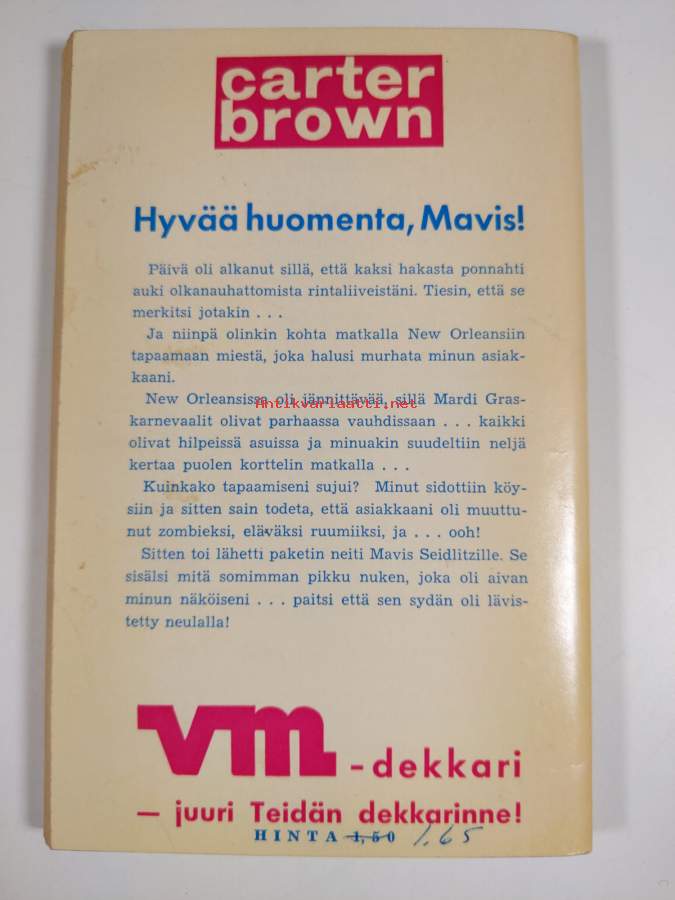 carter
brown
Hyvää huomenta, Mavis!
Päivä oli alkanut sillä, että kaksi hakasta ponnahti
auki olkanauhattomista rintaliiveistäni. Tiesin, että se
merkitsi jotakin . . .
Ja niinpä olinkin kohta matkalla New Orleansiin
tapaamaan miestä, joka halusi murhata minun asiak-
kaani.
New Orleansissa oli jännittävää, sillä Mardi Gras-
Antikvariaatti.net
karnevaalit olivat parhaassa vauhdissaan . . . kaikki
olivat hilpeissä asuissa ja minuakin suudeltiin neljä
kertaa puolen korttelin matkalla . . .
Kuinkako tapaamiseni sujui? Minut sidottiin köy-
siin ja sitten sain todeta, että asiakkaani oli muuttu-
nut zombieksi, eläväksi ruumiiksi, ja . . . ooh!
Sitten toi lähetti paketin neiti Mavis Seidlitzille. Se
sisälsi mitä somimman pikku nuken, joka oli aivan
minun näköiseni . . . paitsi että sen sydän oli lävis-
tetty neulalla!
vm - dekkari
— juuri Teidän dekkarinne!
HINTA 1,50 1.65